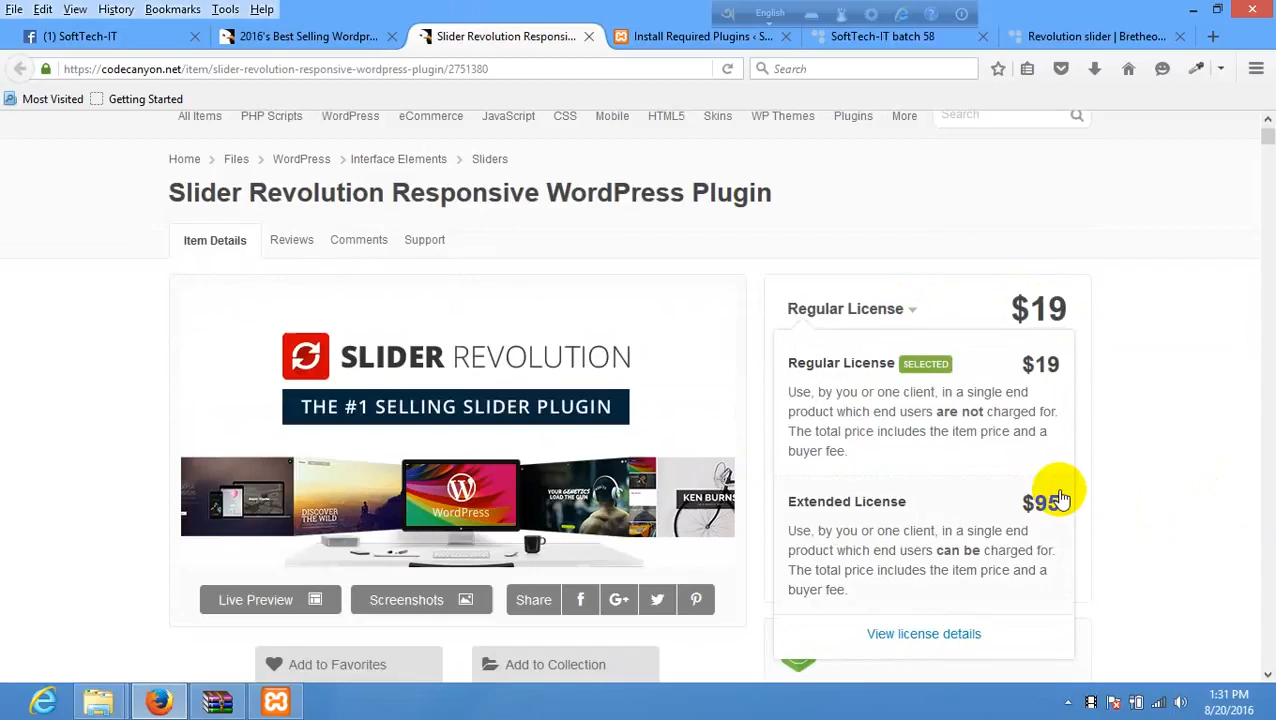 File Edit View History Bookmarks Tools Help
English
(1) SoftTech-IT
2016's Best Selling Wordpr...
Slider Revolution Responsi...
Install Required Plugins ‹ S...
SoftTech-IT batch 58
Revolution slider | Bretheo...
https://codecanyon.net/item/slider-revolution-responsive-wordpress-plugin/2751380
Search
Most Visited Getting Started
All Items PHP Scripts WordPress eCommerce JavaScript CSS Mobile HTML5 Skins WP Themes Plugins More Search
Home Files WordPress Interface Elements Sliders
Slider Revolution Responsive WordPress Plugin
Item Details Reviews Comments Support
SLIDER REVOLUTION
THE #1 SELLING SLIDER PLUGIN
DISCOVER THE WILD
WordPress
YOUR GENETICS
LOAD THE GUN
KEN BURNS
Live Preview Screenshots Share
Add to Favorites Add to Collection
Regular License $19
Regular License SELECTED $19
Use, by you or one client, in a single end
product which end users are not charged for.
The total price includes the item price and a
buyer fee.
Extended License $95
Use, by you or one client, in a single end
product which end users can be charged for.
The total price includes the item price and a
buyer fee.
View license details
1:31 PM
8/20/2016